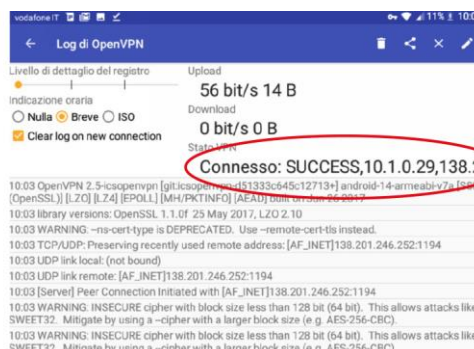 vodafone IT 11% 10:0
Log di OpenVPN
Livello di dettaglio del registro
Upload
56 bit/s 14 B
Indicazione oraria
Download
Nulla Breve ISO
0 bit/s 0 B
Clear log on new connection
Stato VPN
Connesso: SUCCESS,10.1.0.29,138.2
10:03 OpenVPN 2.5-icsopenvpn [git:icsopenvpn-d51333c645c12713+] android-14-armeabi-v7a [SSL
(OpenSSL)] [LZO] [LZ4] [EPOLL] [MH/PKTINFO] [AEAD] built on Jun 26 2017
10:03 library versions: OpenSSL 1.1.0f 25 May 2017, LZO 2.10
10:03 WARNING: --ns-cert-type is DEPRECATED. Use --remote-cert-tls instead.
10:03 TCP/UDP: Preserving recently used remote address: [AF_INET]138.201.246.252:1194
10:03 UDP link local: (not bound)
10:03 UDP link remote: [AF_INET]138.201.246.252:1194
10:03 [Server] Peer Connection Initiated with [AF_INET]138.201.246.252:1194
10:03 WARNING: INSECURE cipher with block size less than 128 bit (64 bit). This allows attacks like
SWEET32. Mitigate by using a --cipher with a larger block size (e.g. AES-256-CBC).
10:03 WARNING: INSECURE cipher with block size less than 128 bit (64 bit). This allows attacks like
SWEET32. Mitigate by using a --cipher with a larger block size (e.g. AES-256-CBC).